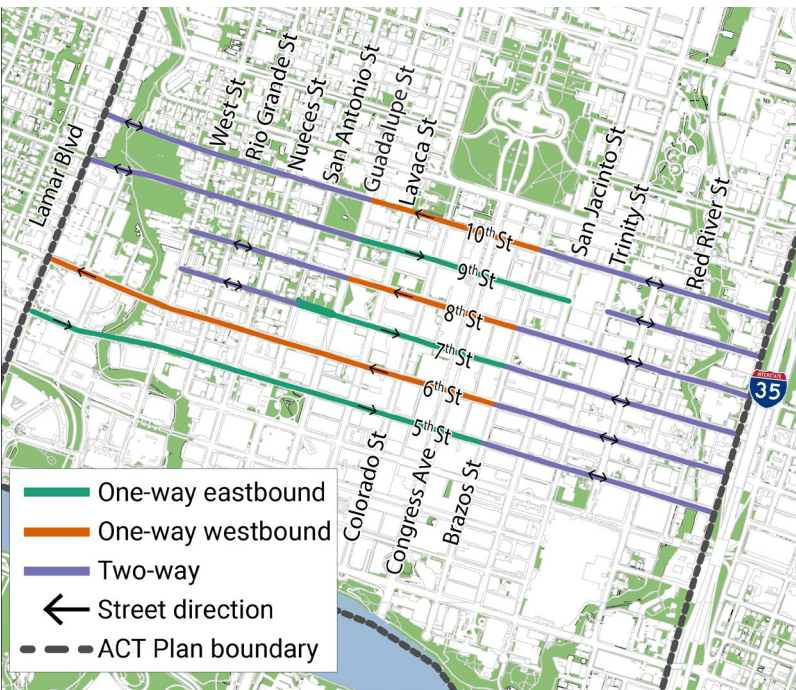 Lamar Blvd
West St
Rio Grande St
Nueces St
San Antonio St
Guadalupe St
Lavaca St
San Jacinto St
Trinity St
Red River St
10th St
9th St
8th St
7th St
6th St
5th St
INTERSTATE
35
Colorado St
Congress Ave
Brazos St
One-way eastbound
One-way westbound
Two-way
Street direction
ACT Plan boundary